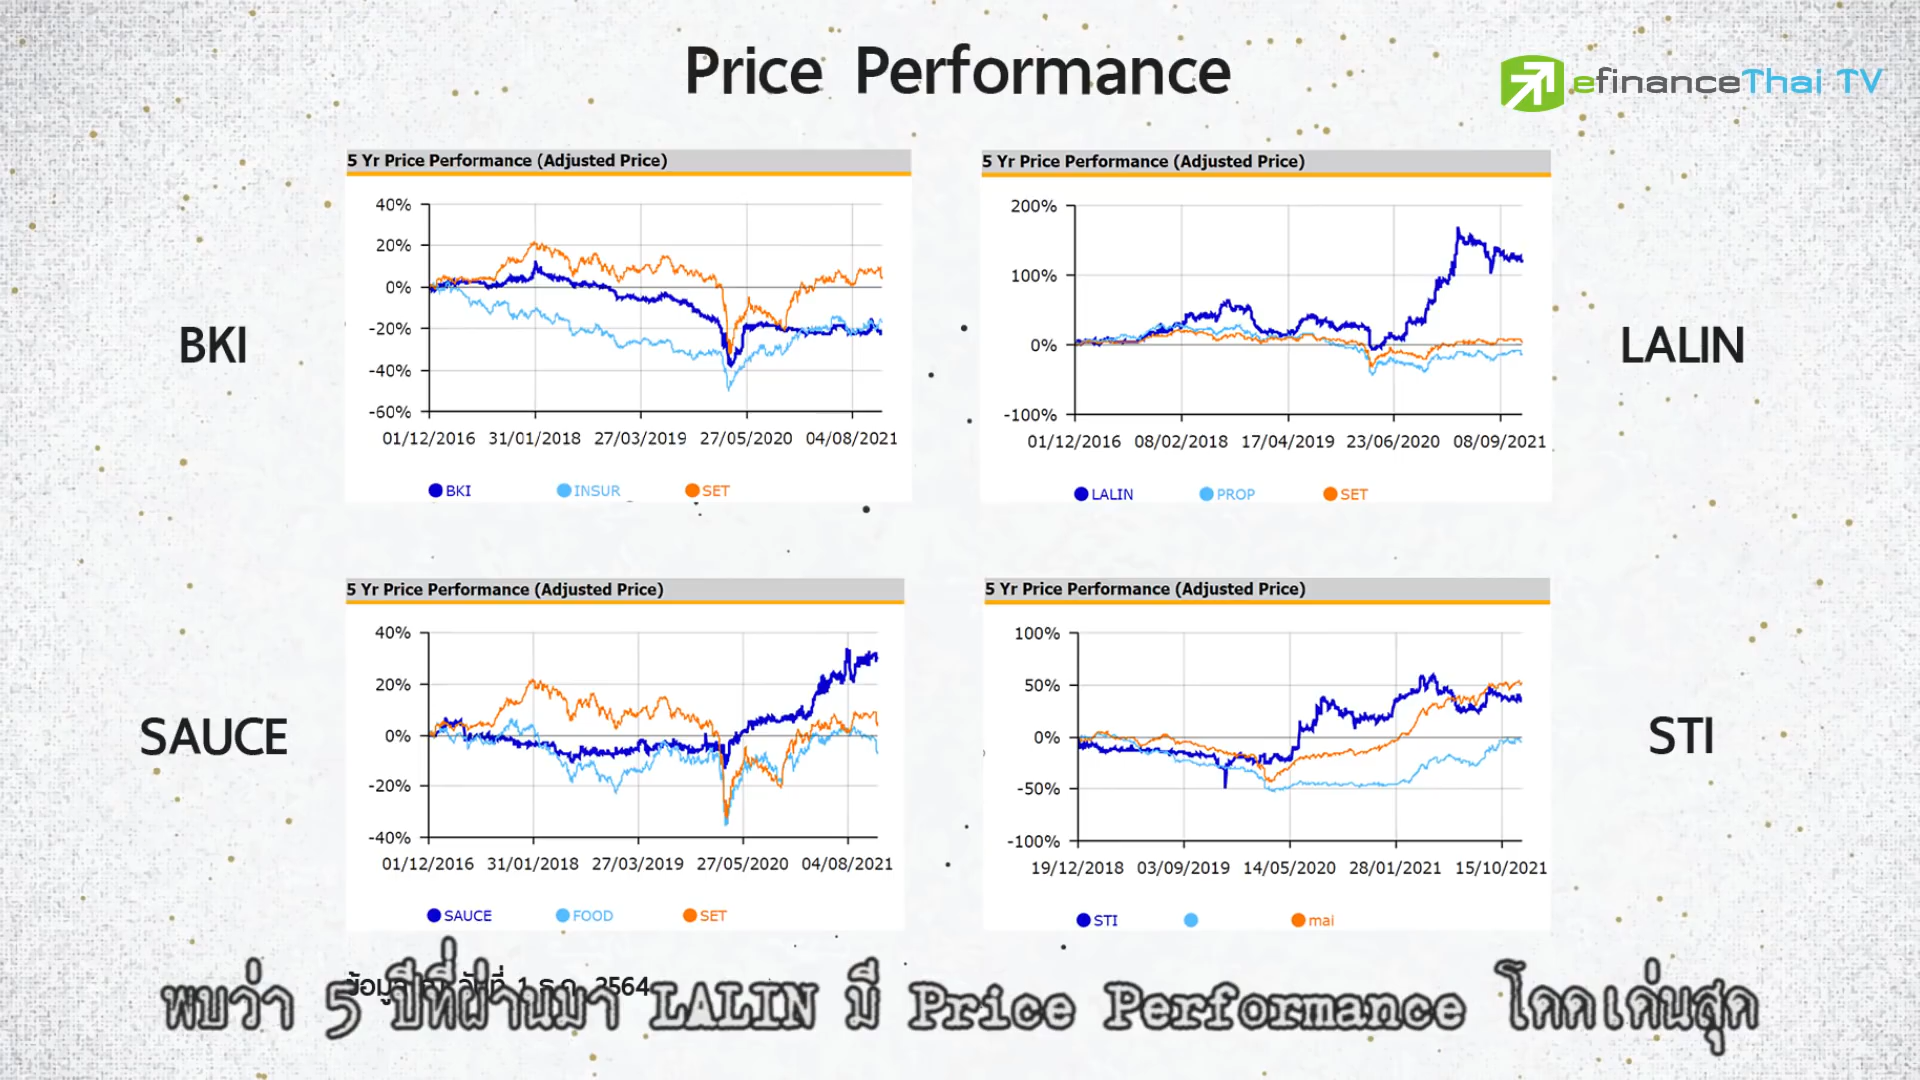 Price Performance
efinanceThai TV
5 Yr Price Performance (Adjusted Price)
40%
20%
0%
-20%
-40%
-60%
01/12/2016 31/01/2018 27/03/2019 27/05/2020 04/08/2021
BKI INSUR SET
BKI
5 Yr Price Performance (Adjusted Price)
200%
100%
0%
-100%
01/12/2016 08/02/2018 17/04/2019 23/06/2020 08/09/2021
LALIN PROP SET
LALIN
5 Yr Price Performance (Adjusted Price)
40%
20%
0%
-20%
-40%
01/12/2016 31/01/2018 27/03/2019 27/05/2020 04/08/2021
SAUCE FOOD SET
SAUCE
5 Yr Price Performance (Adjusted Price)
100%
50%
0%
-50%
-100%
19/12/2018 03/09/2019 14/05/2020 28/01/2021 15/10/2021
STI mai
STI
1 ธ.ค. 2564
พบว่า 5 ปีที่ผ่านมา LALIN มี Price Performance โดดเด่นสุด